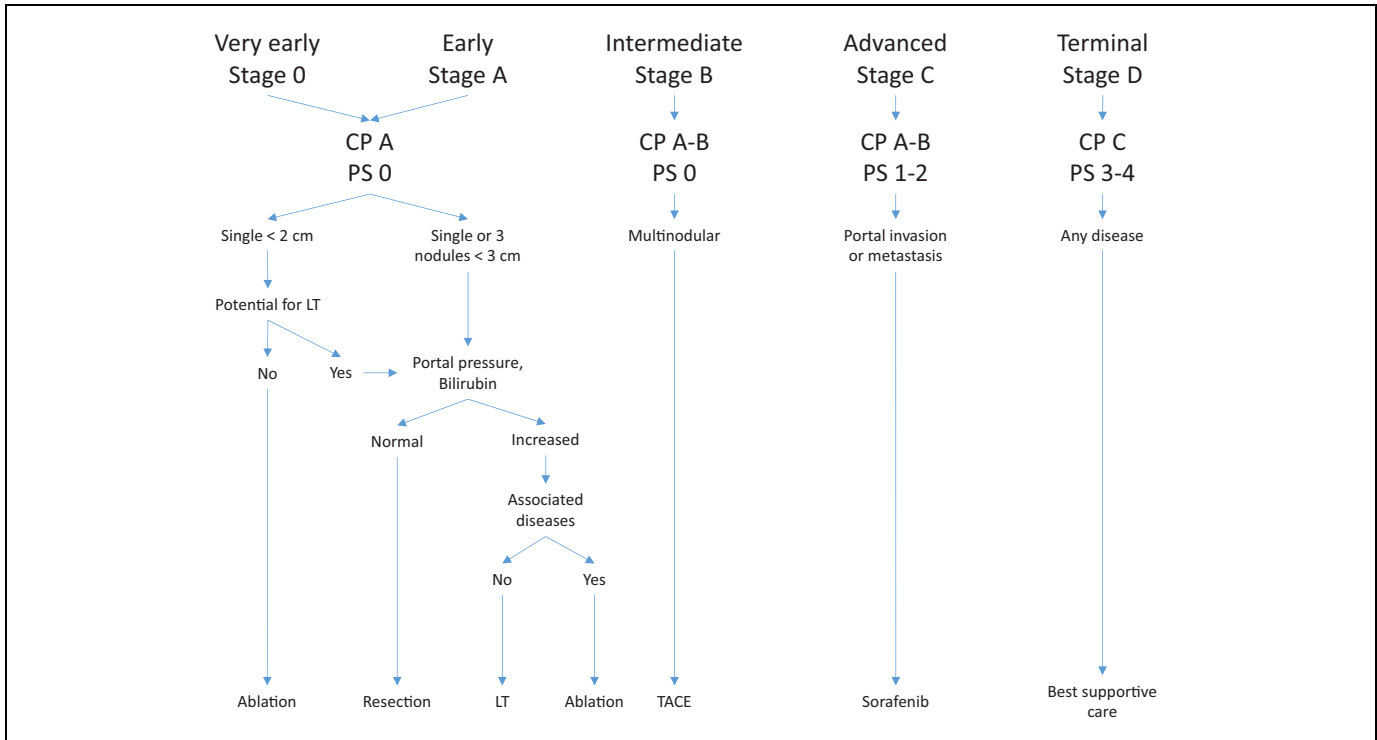 Very early
Stage 0
Early
Stage A
Intermediate
Stage B
Advanced
Stage C
Terminal
Stage D
CP A
PS 0
CP A-B
PS 0
CP A-B
PS 1-2
CP C
PS 3-4
Single < 2 cm
Single or 3
nodules < 3 cm
Multinodular
Portal invasion
or metastasis
Any disease
Potential for LT
No
Yes
Portal pressure,
Bilirubin
Normal
Increased
Associated
diseases
No
Yes
Ablation
Resection
LT
Ablation
TACE
Sorafenib
Best supportive
care